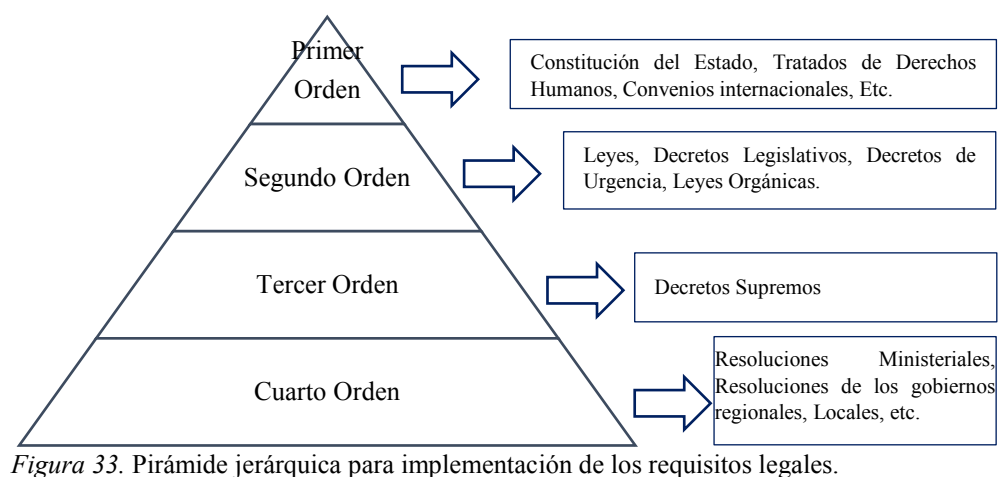 Primer
Orden
Constitución del Estado, Tratados de Derechos
Humanos, Convenios internacionales, Etc.
Segundo Orden
Leyes, Decretos Legislativos, Decretos de
Urgencia, Leyes Orgánicas.
Tercer Orden
Decretos Supremos
Cuarto Orden
Resoluciones Ministeriales,
Resoluciones de los gobiernos
regionales, Locales, etc.
Figura 33. Pirámide jerárquica para implementación de los requisitos legales.